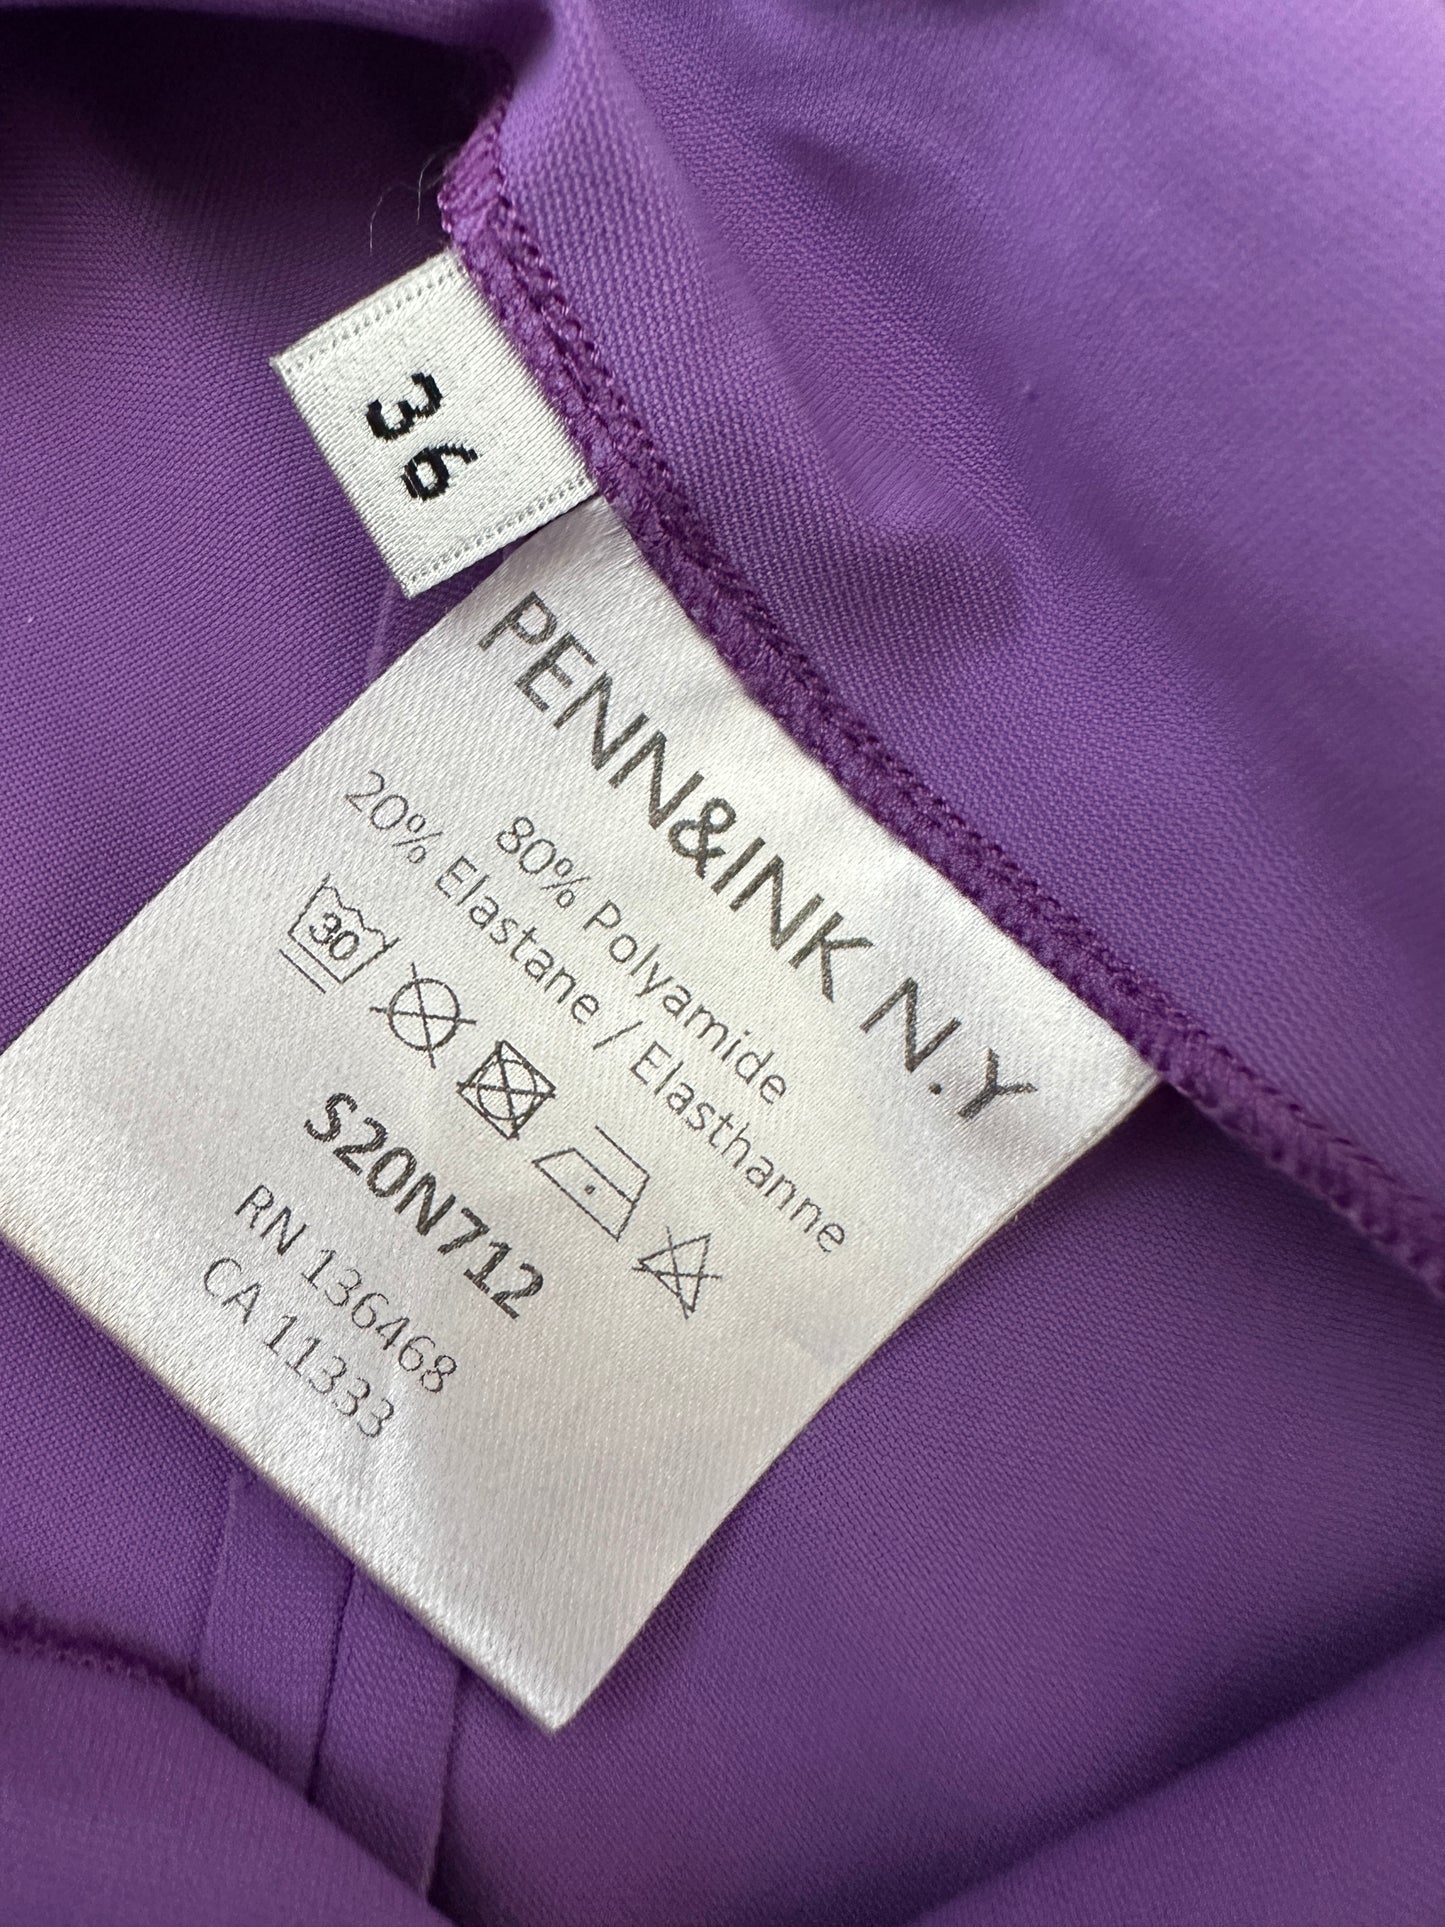 36
PENN&INK N.Y
80% Polyamide
20% Elastane / Elasthanne
30
S20N712
RN 136468
CA 11333